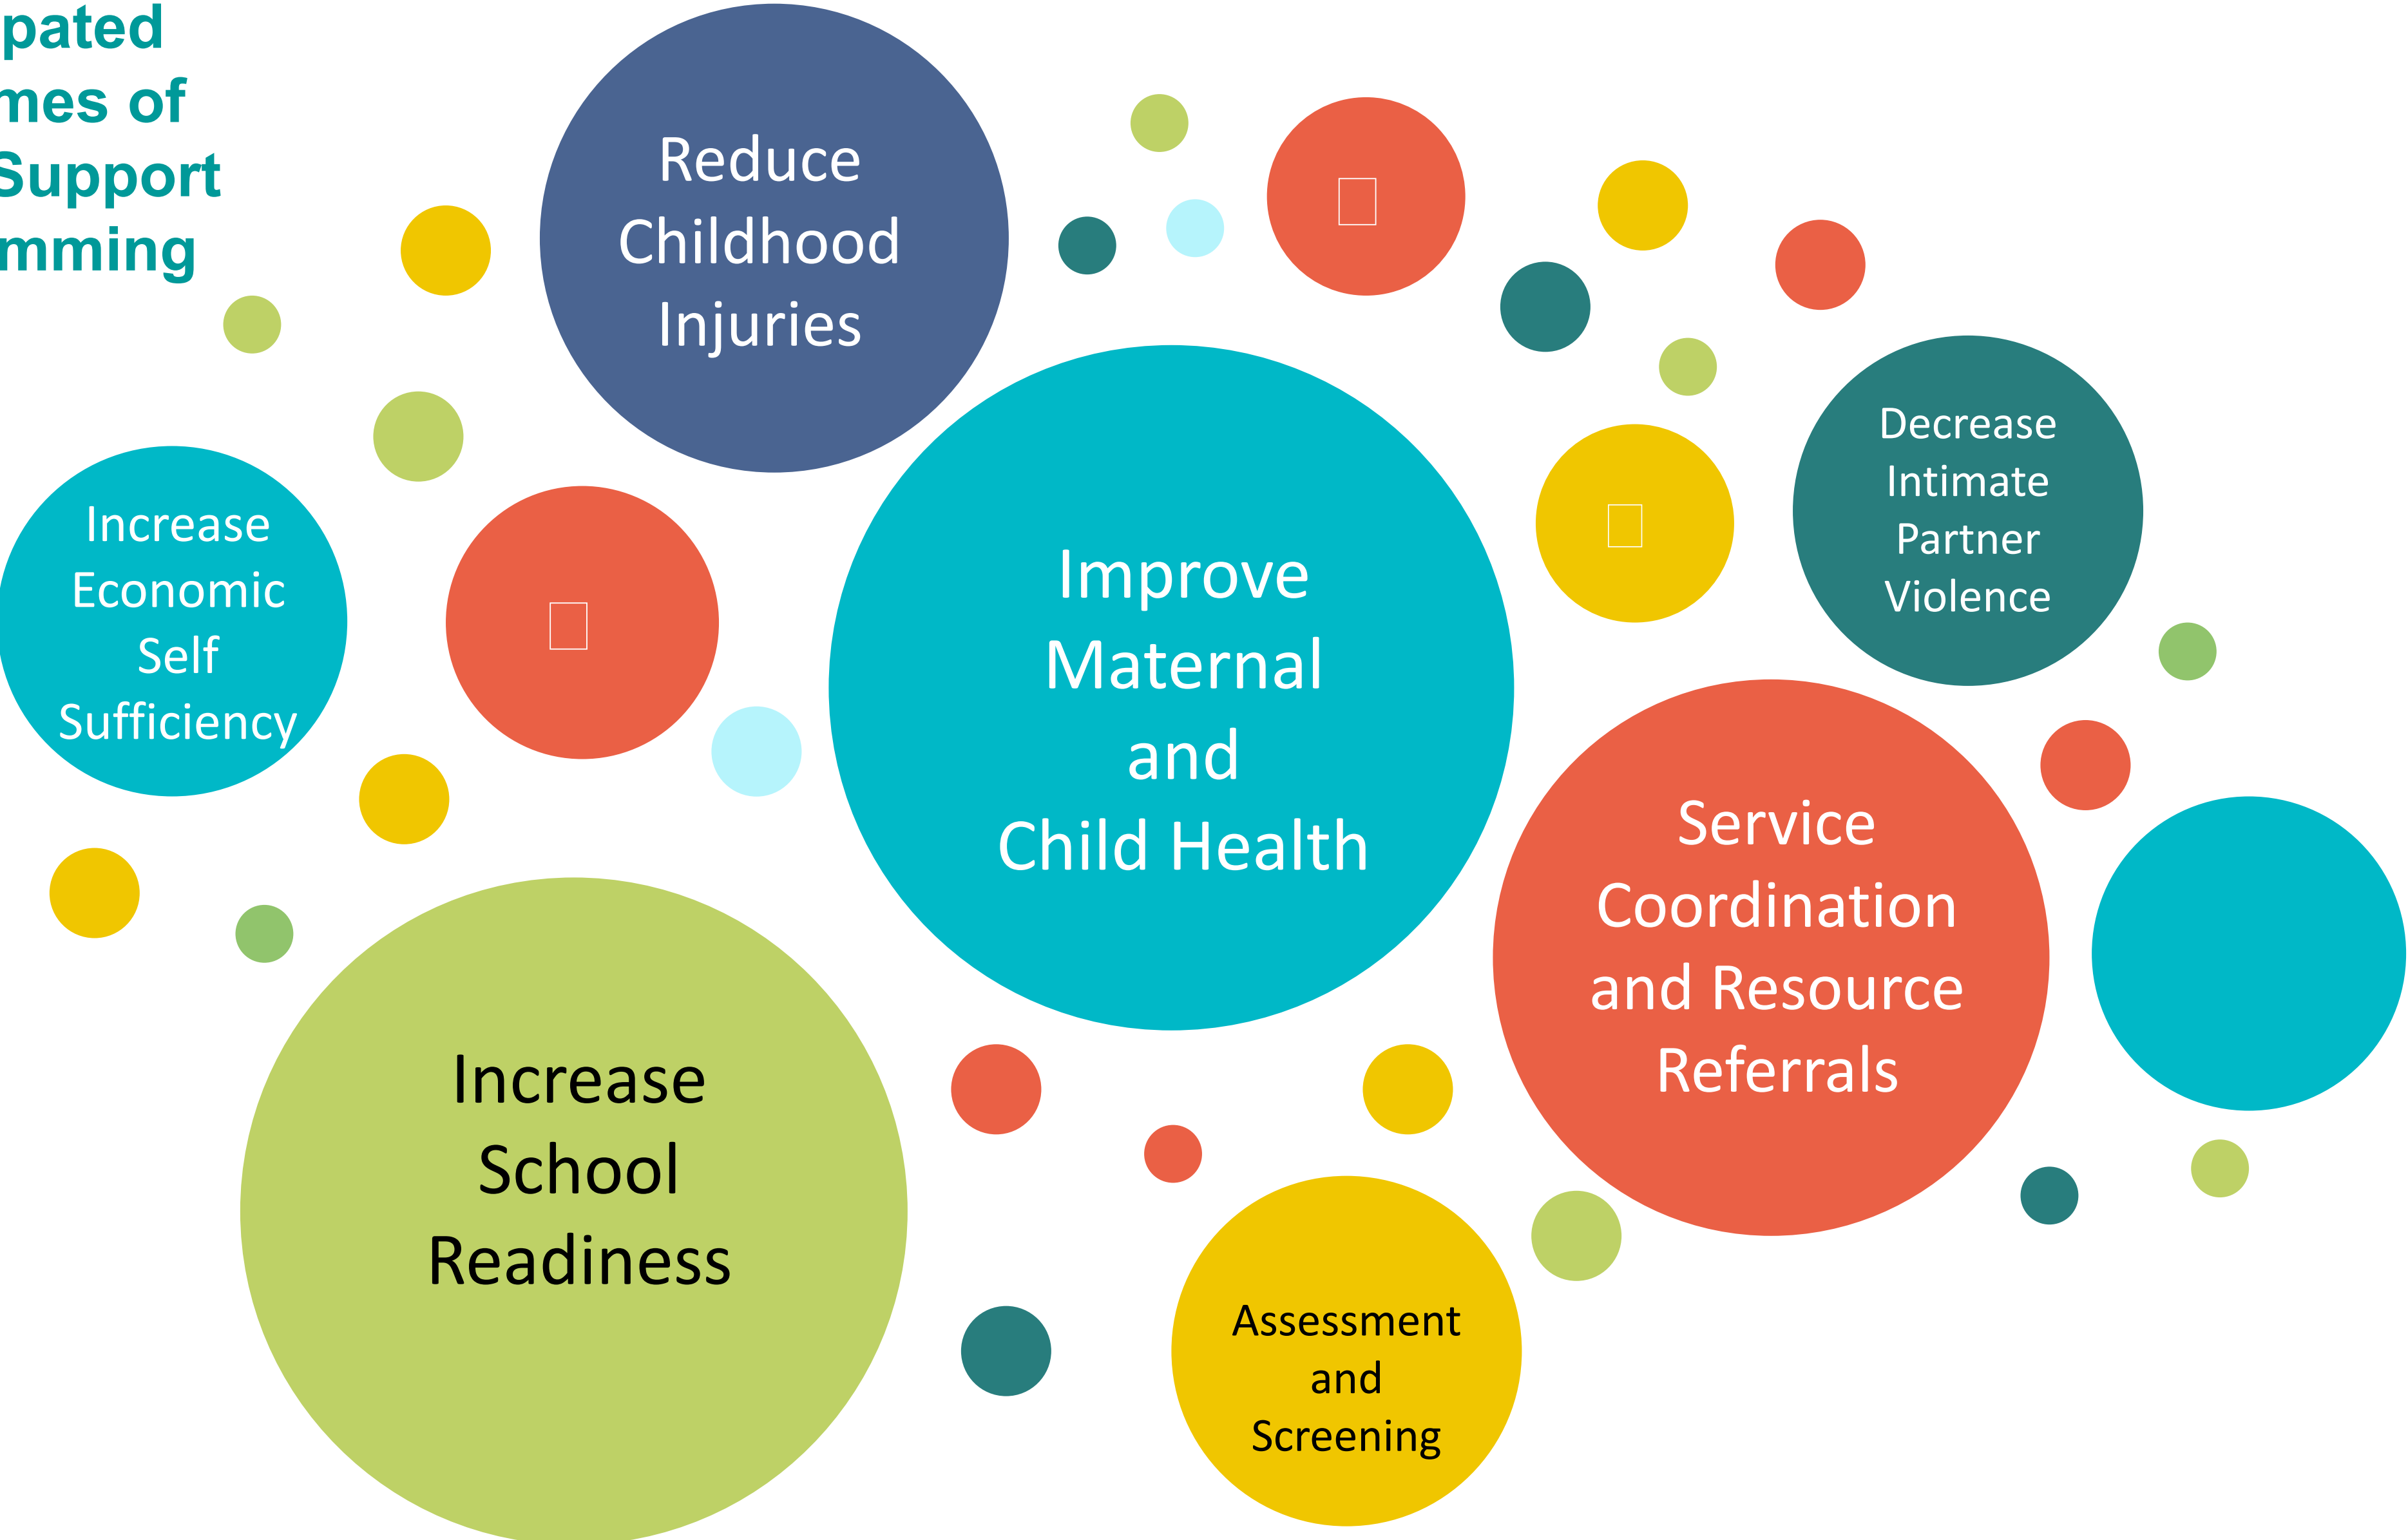 pated
mes of
Support
mming
Reduce
Childhood
Injuries
Increase
Economic
Self
Sufficiency
Improve
Maternal
and
Child Health
Decrease
Intimate
Partner
Violence
Service
Coordination
and Resource
Referrals
Increase
School
Readiness
Assessment
and
Screening